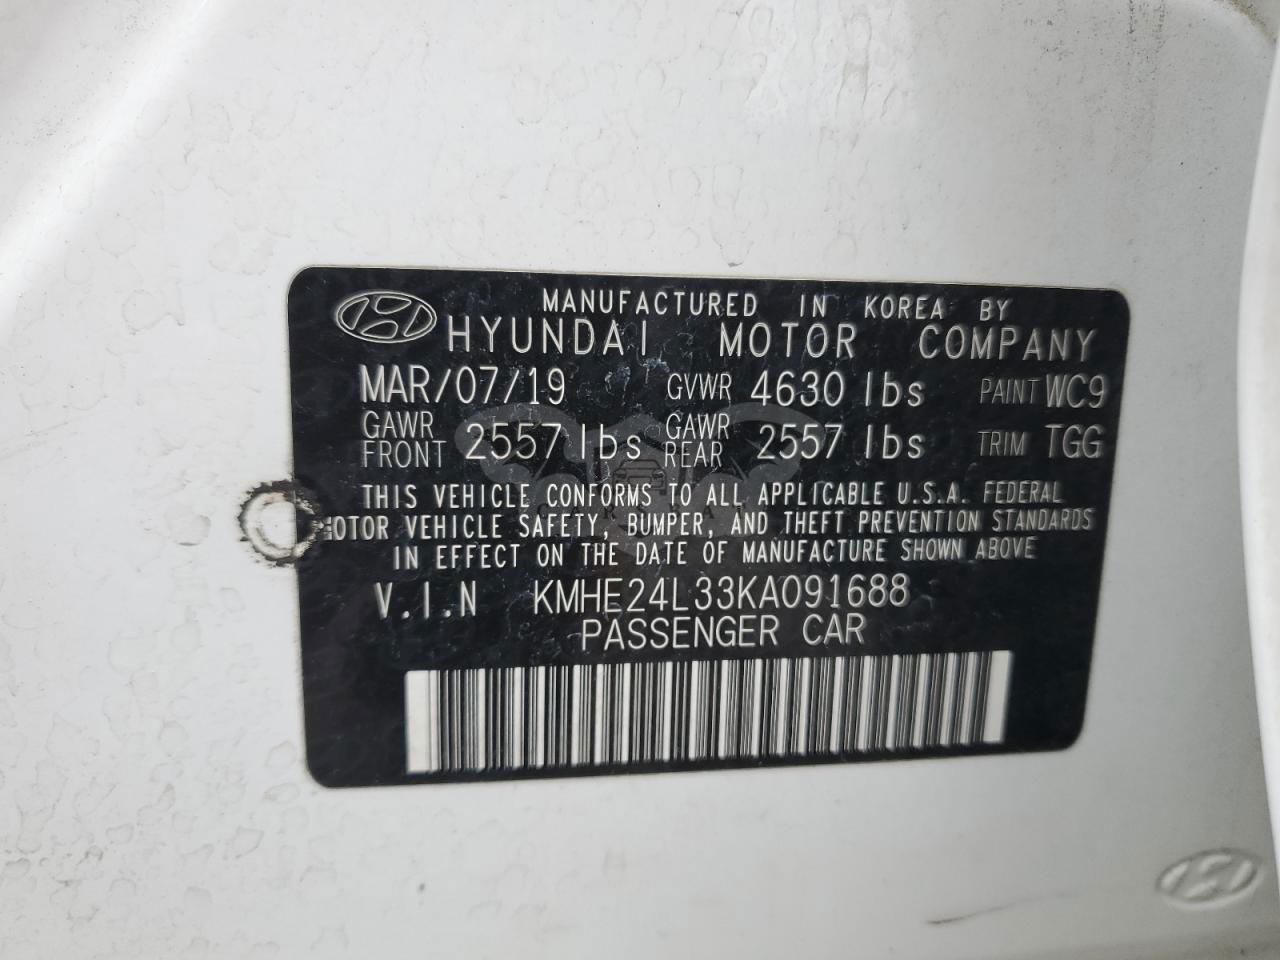 MANUFACTURED IN KOREA BY
HYUNDAI MOTOR COMPANY
MAR/07/19 GVWR 4630 lbs PAINT WC9
GAWR FRONT 2557 lbs GAWR REAR 2557 lbs TRIM TGG
THIS VEHICLE CONFORMS TO ALL APPLICABLE U.S.A. FEDERAL
MOTOR VEHICLE SAFETY, BUMPER, AND THEFT PREVENTION STANDARDS
IN EFFECT ON THE DATE OF MANUFACTURE SHOWN ABOVE
V.I.N KMHE24L33KA091688
PASSENGER CAR